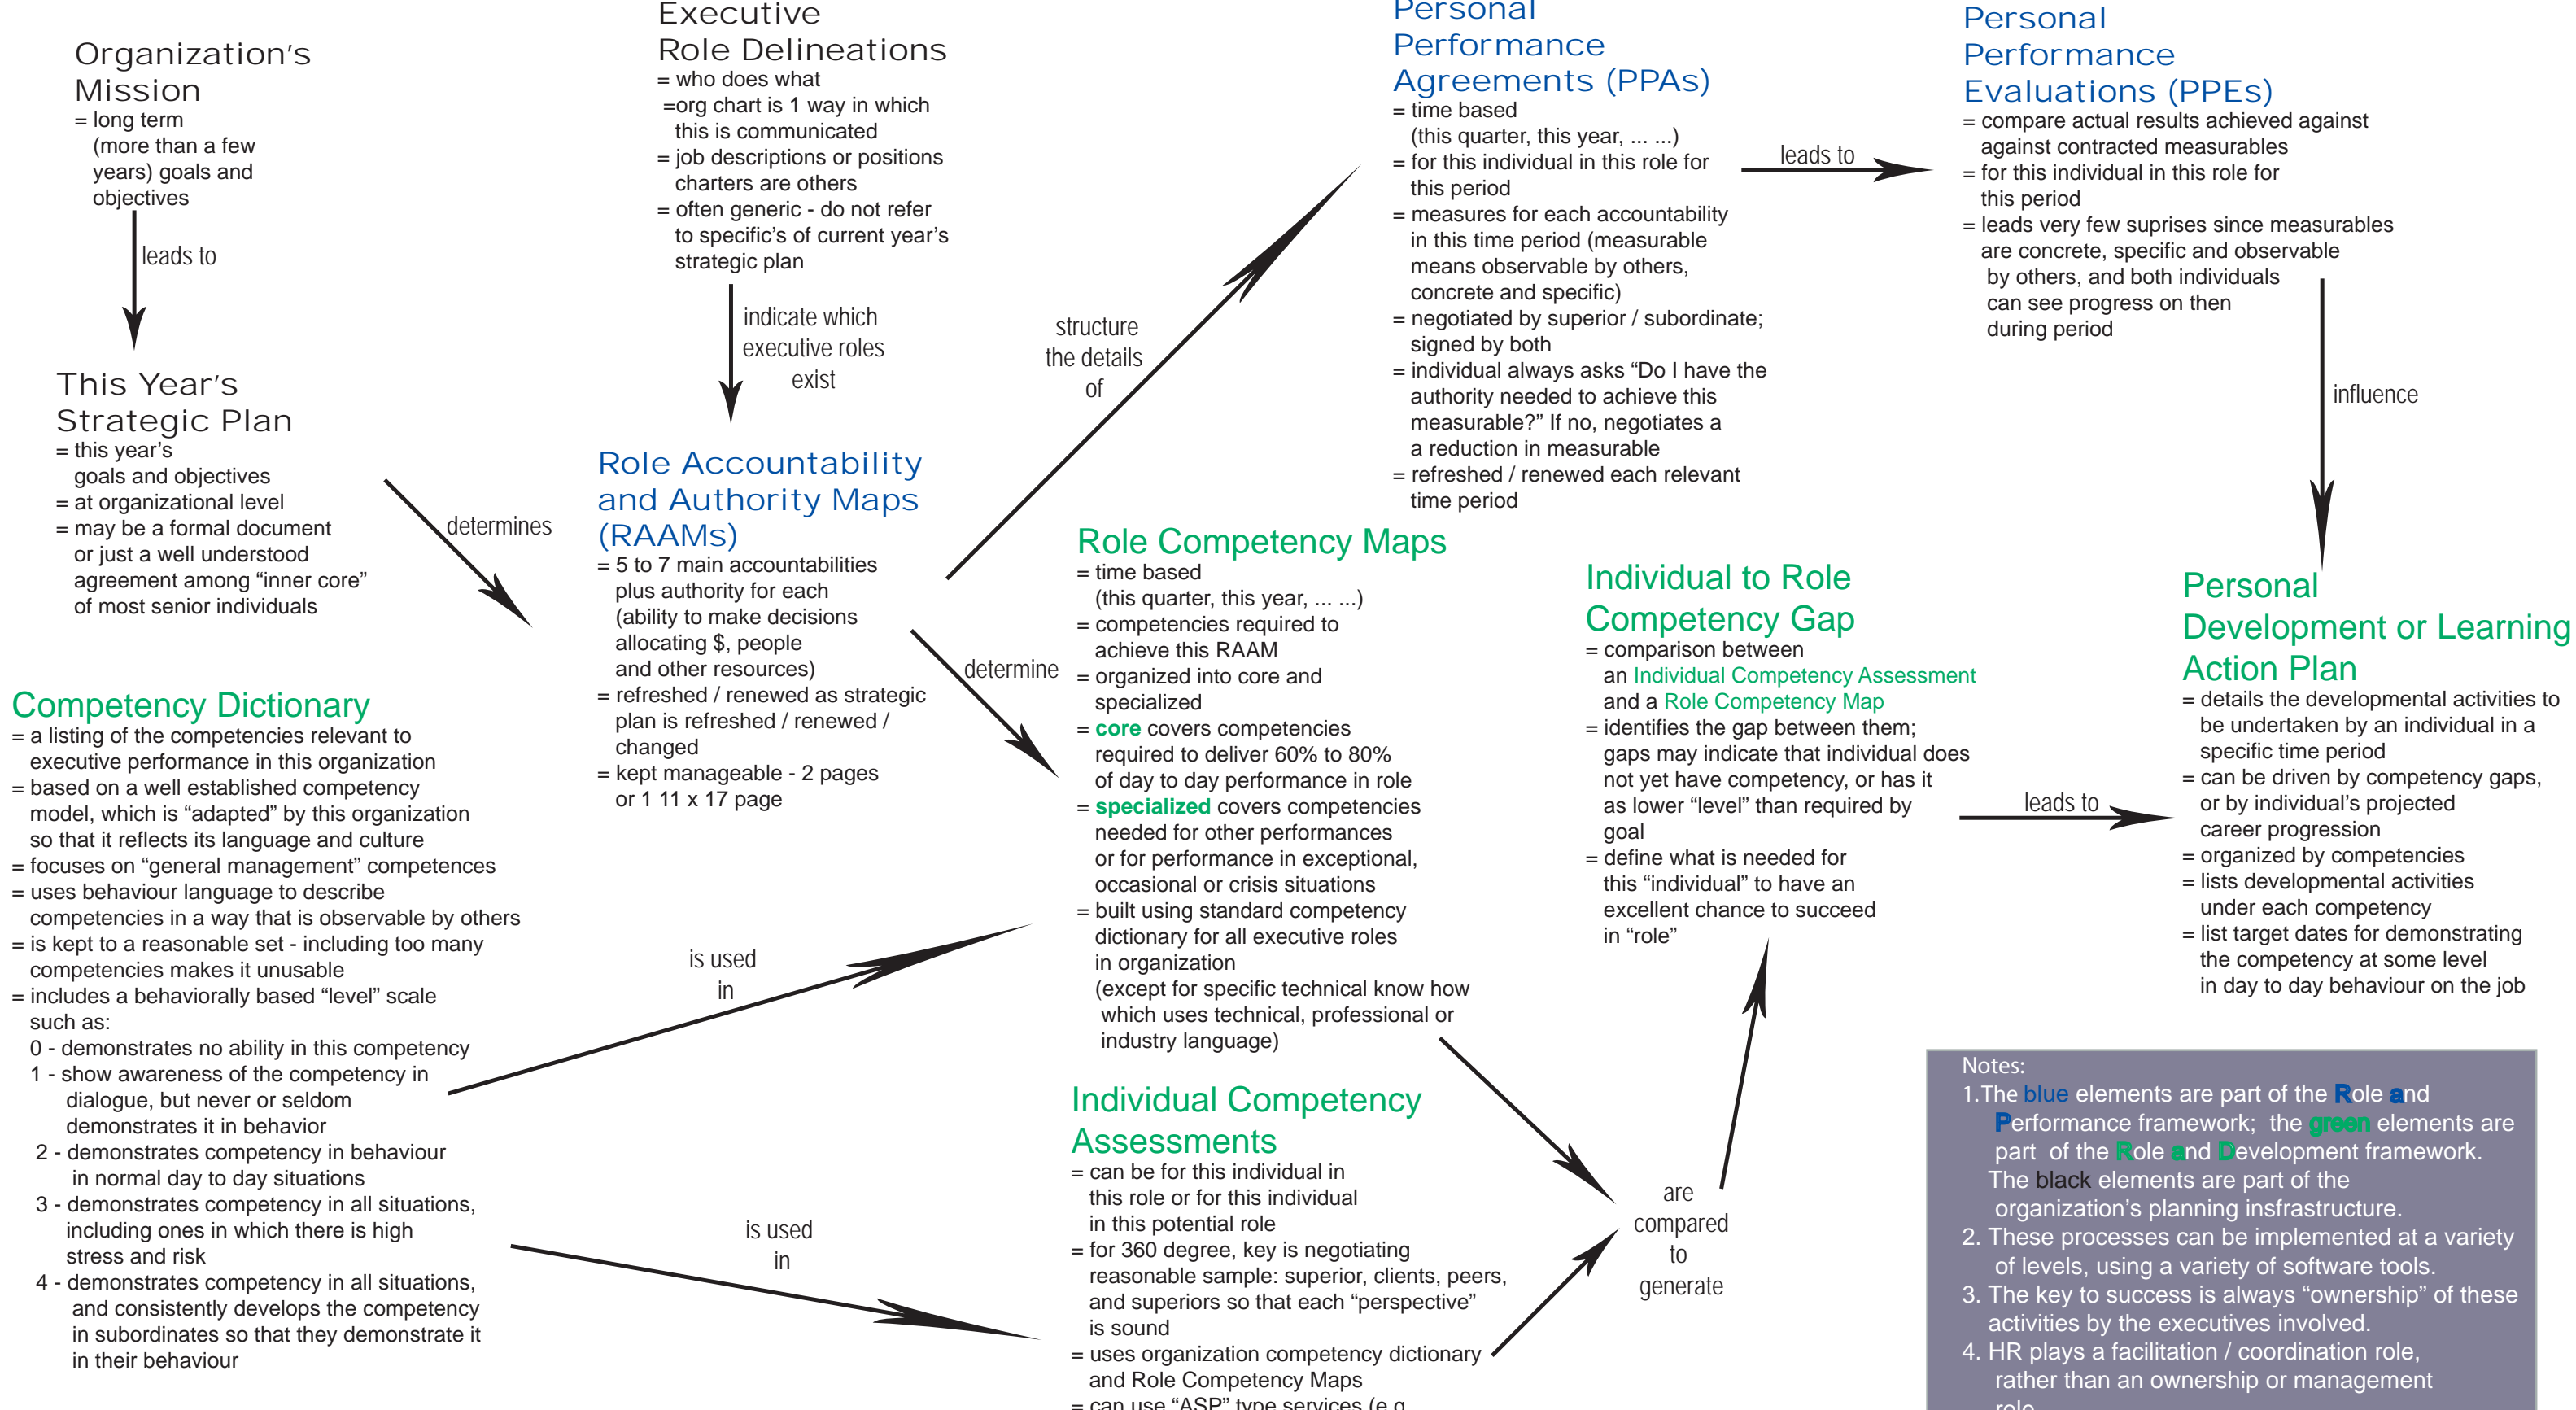 Organization's
Mission
= long term
(more than a few
years) goals and
objectives
leads to
This Year's
Strategic Plan
= this year's
goals and objectives
= at organizational level
= may be a formal document
or just a well understood
agreement among “inner core”
of most senior individuals
determines
Executive
Role Delineations
= who does what
=org chart is 1 way in which
this is communicated
= job descriptions or positions
charters are others
= often generic - do not refer
to specific's of current year's
strategic plan
indicate which
executive roles
exist
Role Accountability
and Authority Maps
(RAAMs)
= 5 to 7 main accountabilities
plus authority for each
(ability to make decisions
allocating $, people
and other resources)
= refreshed / renewed as strategic
plan is refreshed / renewed /
changed
= kept manageable - 2 pages
or 1 11 x 17 page
structure
the details
of
determine
Personal
Performance
Agreements (PPAs)
= time based
(this quarter, this year, ... ...)
= for this individual in this role for
this period
= measures for each accountability
in this time period (measurable
means observable by others,
concrete and specific)
= negotiated by superior / subordinate;
signed by both
= individual always asks “Do I have the
authority needed to achieve this
measurable?” If no, negotiates a
a reduction in measurable
= refreshed / renewed each relevant
time period
leads to
Personal
Performance
Evaluations (PPEs)
= compare actual results achieved against
against contracted measurables
= for this individual in this role for
this period
= leads very few suprises since measurables
are concrete, specific and observable
by others, and both individuals
can see progress on then
during period
influence
Competency Dictionary
= a listing of the competencies relevant to
executive performance in this organization
= based on a well established competency
model, which is “adapted” by this organization
so that it reflects its language and culture
= focuses on “general management” competences
= uses behaviour language to describe
competencies in a way that is observable by others
= is kept to a reasonable set - including too many
competencies makes it unusable
= includes a behaviorally based “level” scale
such as:
0 - demonstrates no ability in this competency
1 - show awareness of the competency in
dialogue, but never or seldom
demonstrates it in behavior
2 - demonstrates competency in behaviour
in normal day to day situations
3 - demonstrates competency in all situations,
including ones in which there is high
stress and risk
4 - demonstrates competency in all situations,
and consistently develops the competency
in subordinates so that they demonstrate it
in their behaviour
is used
in
is used
in
Role Competency Maps
= time based
(this quarter, this year, ... ...)
= competencies required to
achieve this RAAM
= organized into core and
specialized
= core covers competencies
required to deliver 60% to 80%
of day to day performance in role
= specialized covers competencies
needed for other performances
or for performance in exceptional,
occasional or crisis situations
= built using standard competency
dictionary for all executive roles
in organization
(except for specific technical know how
which uses technical, professional or
industry language)
Individual Competency
Assessments
= can be for this individual in
this role or for this individual
in this potential role
= for 360 degree, key is negotiating
reasonable sample: superior, clients, peers,
and superiors so that each “perspective”
is sound
= uses organization competency dictionary
and Role Competency Maps
= can use “ASP” type services (e.g.
are
compared
to
generate
Individual to Role
Competency Gap
= comparison between
an Individual Competency Assessment
and a Role Competency Map
= identifies the gap between them;
gaps may indicate that individual does
not yet have competency, or has it
as lower “level” than required by
goal
= define what is needed for
this “individual” to have an
excellent chance to succeed
in “role”
leads to
Personal
Development or Learning
Action Plan
= details the developmental activities to
be undertaken by an individual in a
specific time period
= can be driven by competency gaps,
or by individual's projected
career progression
= organized by competencies
= lists developmental activities
under each competency
= list target dates for demonstrating
the competency at some level
in day to day behaviour on the job
Notes:
1.The blue elements are part of the Role and
Performance framework; the green elements are
part of the Role and Development framework.
The black elements are part of the
organization's planning insfrastructure.
2. These processes can be implemented at a variety
of levels, using a variety of software tools.
3. The key to success is always “ownership” of these
activities by the executives involved.
4. HR plays a facilitation / coordination role,
rather than an ownership or management
role